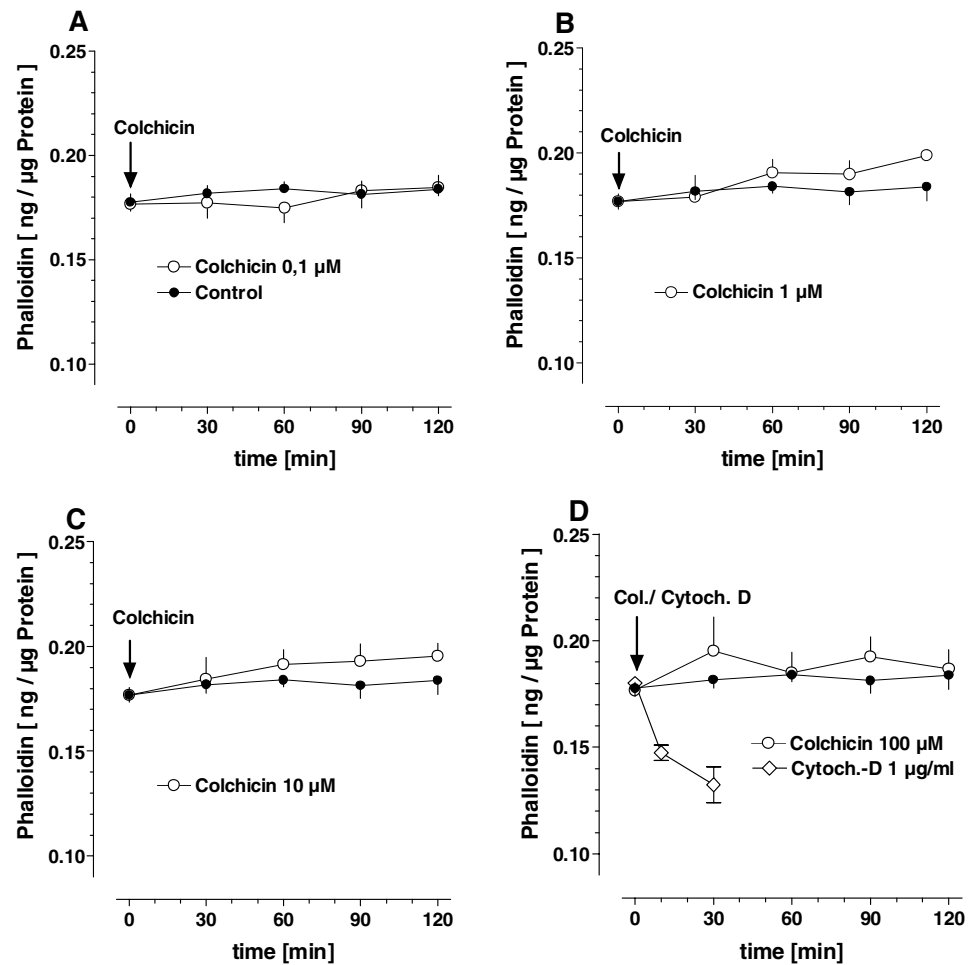 A
Phalloidin [ ng / µg Protein ]
0.25
0.20
0.15
0.10
Colchicin
Colchicin 0,1 µM
Control
0 30 60 90 120
time [min]
B
Phalloidin [ ng / µg Protein ]
0.25
0.20
0.15
0.10
Colchicin
Colchicin 1 µM
0 30 60 90 120
time [min]
C
Phalloidin [ ng / µg Protein ]
0.25
0.20
0.15
0.10
Colchicin
Colchicin 10 µM
0 30 60 90 120
time [min]
D
Phalloidin [ ng / µg Protein ]
0.25
0.20
0.15
0.10
Col./ Cytoch. D
Colchicin 100 µM
Cytoch.-D 1 µg/ml
0 30 60 90 120
time [min]